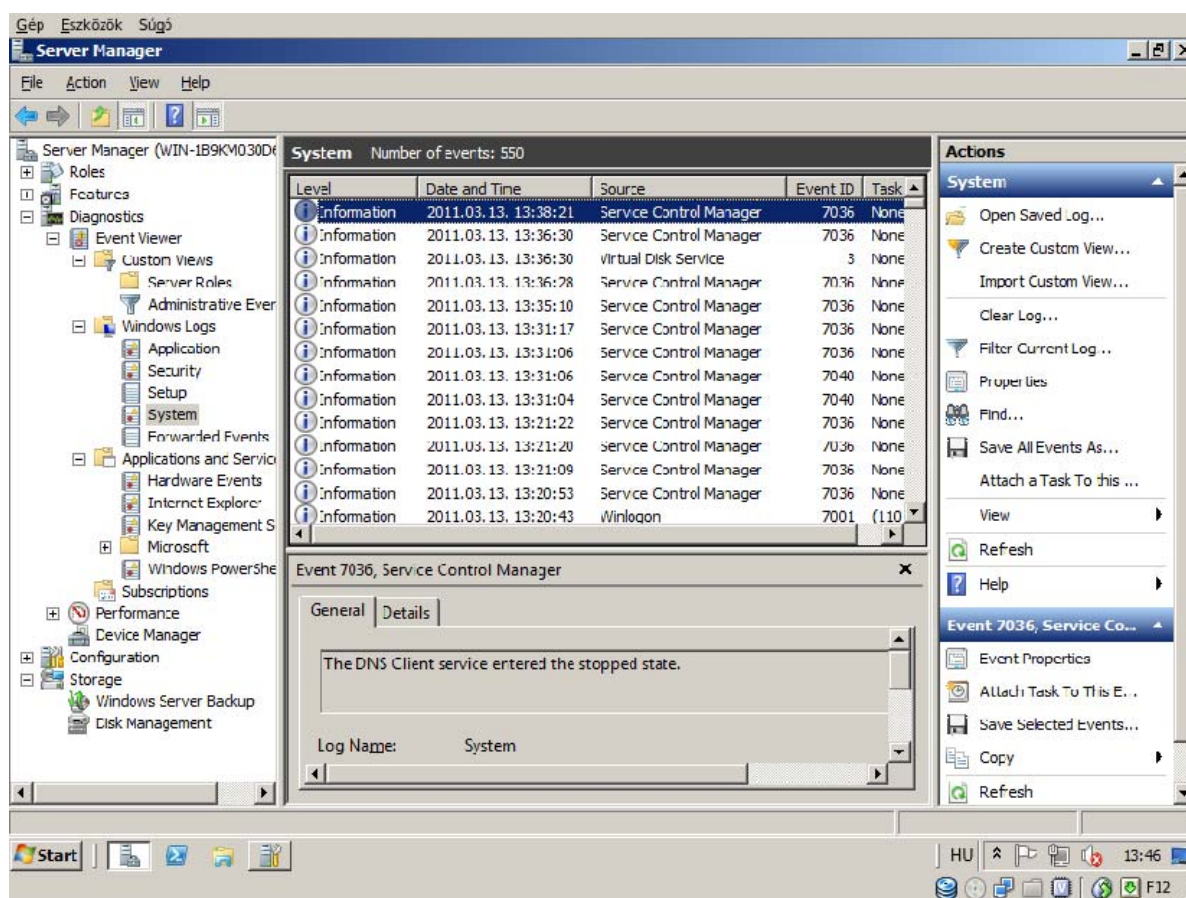 Gép Eszközök Súgó
Server Manager
File Action View Help
Server Manager (WIN-1B9KM030D6
Roles
Features
Diagnostics
Event Viewer
Custom Views
Server Roles
Administrative Ever
Windows Logs
Application
Security
Setup
System
Forwarded Events
Applications and Servic
Hardware Events
Internet Explorer
Key Management S
Microsoft
Windows PowerShe
Subscriptions
Performance
Device Manager
Configuration
Storage
Windows Server Backup
Disk Management
System Number of events: 550
Level Date and Time Source Event ID Task
Information 2011.03.13. 13:38:21 Service Control Manager 7036 None
Information 2011.03.13. 13:36:30 Service Control Manager 7036 None
Information 2011.03.13. 13:36:30 Virtual Disk Service 3 None
Information 2011.03.13. 13:36:28 Service Control Manager 7036 None
Information 2011.03.13. 13:35:10 Service Control Manager 7036 None
Information 2011.03.13. 13:31:17 Service Control Manager 7036 None
Information 2011.03.13. 13:31:06 Service Control Manager 7036 None
Information 2011.03.13. 13:31:06 Service Control Manager 7040 None
Information 2011.03.13. 13:31:04 Service Control Manager 7040 None
Information 2011.03.13. 13:21:22 Service Control Manager 7036 None
Information 2011.03.13. 13:21:20 Service Control Manager 7036 None
Information 2011.03.13. 13:21:09 Service Control Manager 7036 None
Information 2011.03.13. 13:20:53 Service Control Manager 7036 None
Information 2011.03.13. 13:20:43 Winlogon 7001 (110
Event 7036, Service Control Manager
General Details
The DNS Client service entered the stopped state.
Log Name: System
Actions
System
Open Saved Log...
Create Custom View...
Import Custom View...
Clear Log...
Filter Current Log...
Properties
Find...
Save All Events As...
Attach a Task To this ...
View
Refresh
Help
Event 7036, Service Co...
Event Properties
Attach Task To This E...
Save Selected Events...
Copy
Refresh
Start HU 13:46
F12